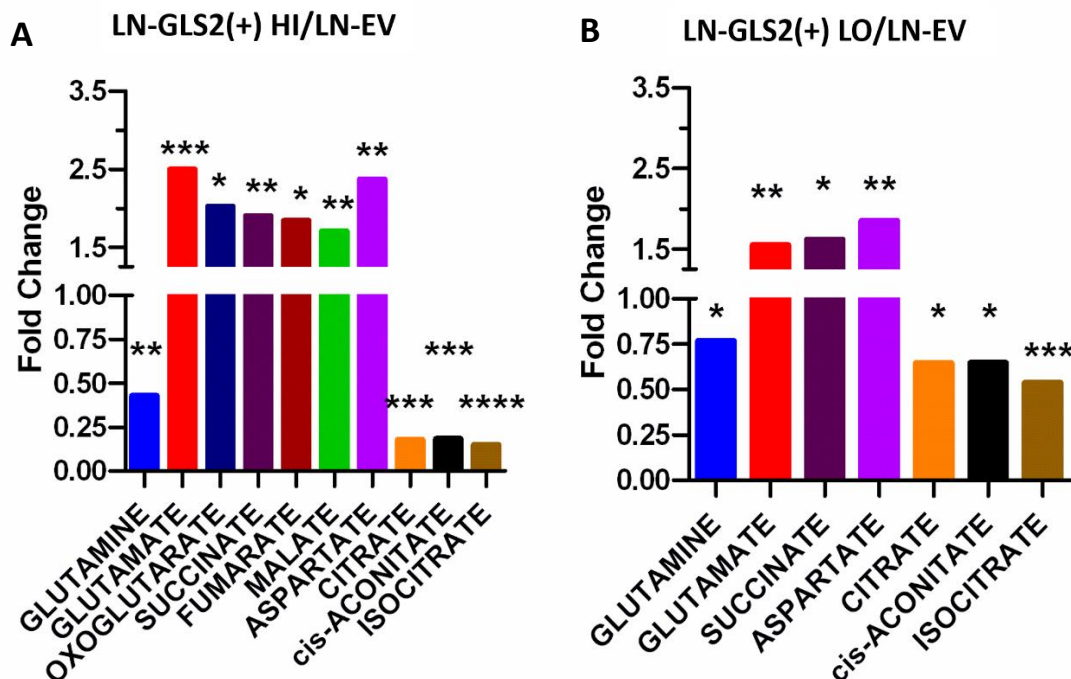 A
LN-GLS2(+) HI/LN-EV
Fold Change
3.5
2.5
1.5
1.00
0.75
0.50
0.25
0.00
**
***
*
**
*
**
**
***
***
****
GLUTAMINE
GLUTAMATE
OXOGLUTARATE
SUCCINATE
FUMARATE
MALATE
ASPARTATE
CITRATE
cis-ACONITATE
ISOCITRATE
B
LN-GLS2(+) LO/LN-EV
Fold Change
3.5
2.5
1.5
1.00
0.75
0.50
0.25
0.00
*
**
*
**
*
*
***
GLUTAMINE
GLUTAMATE
SUCCINATE
ASPARTATE
CITRATE
cis-ACONITATE
ISOCITRATE